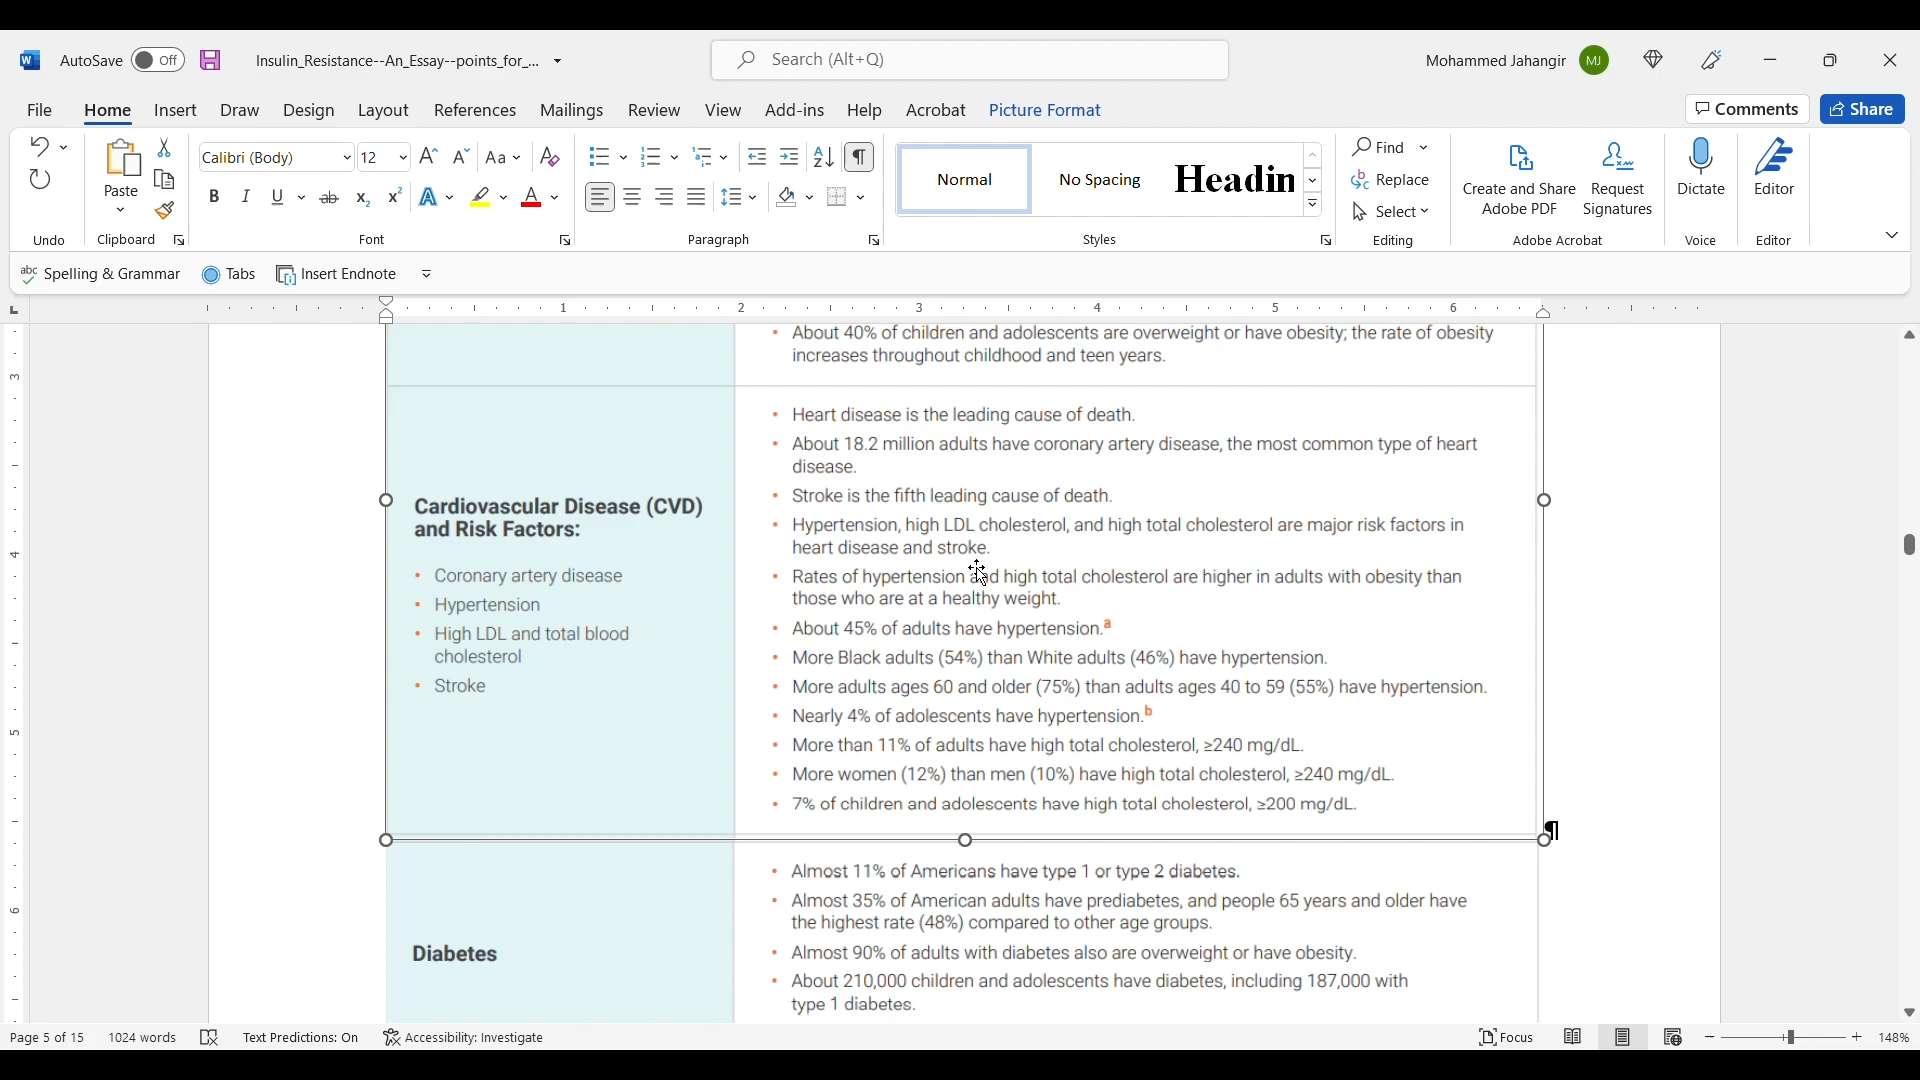 AutoSave Off Insulin_Resistance--An_Essay--points_for_... Search (Alt+Q) Mohammed Jahangir MJ
File Home Insert Draw Design Layout References Mailings Review View Add-ins Help Acrobat Picture Format Comments Share
Calibri (Body) 12 Aa Find
Paste Normal No Spacing Headin Replace Create and Share Adobe PDF Request Signatures Dictate Editor
Select
Undo Clipboard Font Paragraph Styles Editing Adobe Acrobat Voice Editor
Spelling & Grammar Tabs Insert Endnote
1 2 3 4 5 6
• About 40% of children and adolescents are overweight or have obesity; the rate of obesity
increases throughout childhood and teen years.
Cardiovascular Disease (CVD)
and Risk Factors:
• Coronary artery disease
• Hypertension
• High LDL and total blood
cholesterol
• Stroke
• Heart disease is the leading cause of death.
• About 18.2 million adults have coronary artery disease, the most common type of heart
disease.
• Stroke is the fifth leading cause of death.
• Hypertension, high LDL cholesterol, and high total cholesterol are major risk factors in
heart disease and stroke.
• Rates of hypertension and high total cholesterol are higher in adults with obesity than
those who are at a healthy weight.
• About 45% of adults have hypertension.a
• More Black adults (54%) than White adults (46%) have hypertension.
• More adults ages 60 and older (75%) than adults ages 40 to 59 (55%) have hypertension.
• Nearly 4% of adolescents have hypertension.b
• More than 11% of adults have high total cholesterol, ≥240 mg/dL.
• More women (12%) than men (10%) have high total cholesterol, ≥240 mg/dL.
• 7% of children and adolescents have high total cholesterol, ≥200 mg/dL.
¶
Diabetes
• Almost 11% of Americans have type 1 or type 2 diabetes.
• Almost 35% of American adults have prediabetes, and people 65 years and older have
the highest rate (48%) compared to other age groups.
• Almost 90% of adults with diabetes also are overweight or have obesity.
• About 210,000 children and adolescents have diabetes, including 187,000 with
type 1 diabetes.
3
4
5
6
Page 5 of 15 1024 words Text Predictions: On Accessibility: Investigate Focus 148%